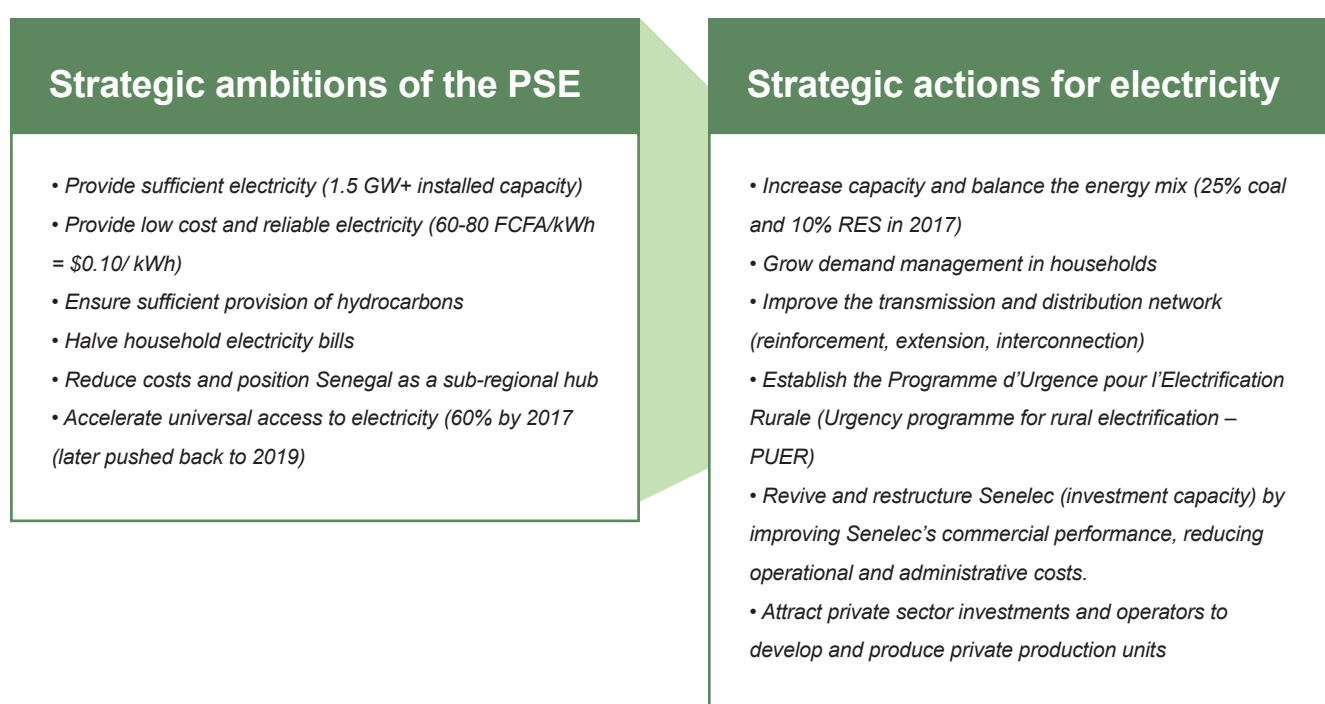 Strategic ambitions of the PSE
• Provide sufficient electricity (1.5 GW+ installed capacity)
• Provide low cost and reliable electricity (60-80 FCFA/kWh
= $0.10/ kWh)
• Ensure sufficient provision of hydrocarbons
• Halve household electricity bills
• Reduce costs and position Senegal as a sub-regional hub
• Accelerate universal access to electricity (60% by 2017
(later pushed back to 2019)
Strategic actions for electricity
• Increase capacity and balance the energy mix (25% coal
and 10% RES in 2017)
• Grow demand management in households
• Improve the transmission and distribution network
(reinforcement, extension, interconnection)
• Establish the Programme d’Urgence pour l’Electrification
Rurale (Urgency programme for rural electrification –
PUER)
• Revive and restructure Senelec (investment capacity) by
improving Senelec’s commercial performance, reducing
operational and administrative costs.
• Attract private sector investments and operators to
develop and produce private production units